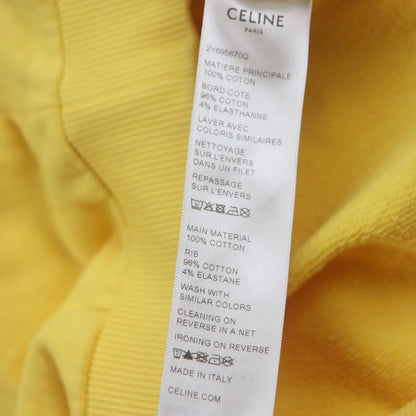 CELINE
PARIS
2Y695670Q
MATIERE PRINCIPALE
100% COTON
BORD-COTE
96% COTON
4% ELASTHANNE
LAVER AVEC
COLORIS SIMILAIRES
NETTOYAGE
SUR L'ENVERS
DANS UN FILET
REPASSAGE
SUR L'ENVERS
MAIN MATERIAL
100% COTTON
RIB
96% COTTON
4% ELASTANE
WASH WITH
SIMILAR COLORS
CLEANING ON
REVERSE IN A NET
IRONING ON REVERSE
MADE IN ITALY
CELINE.COM